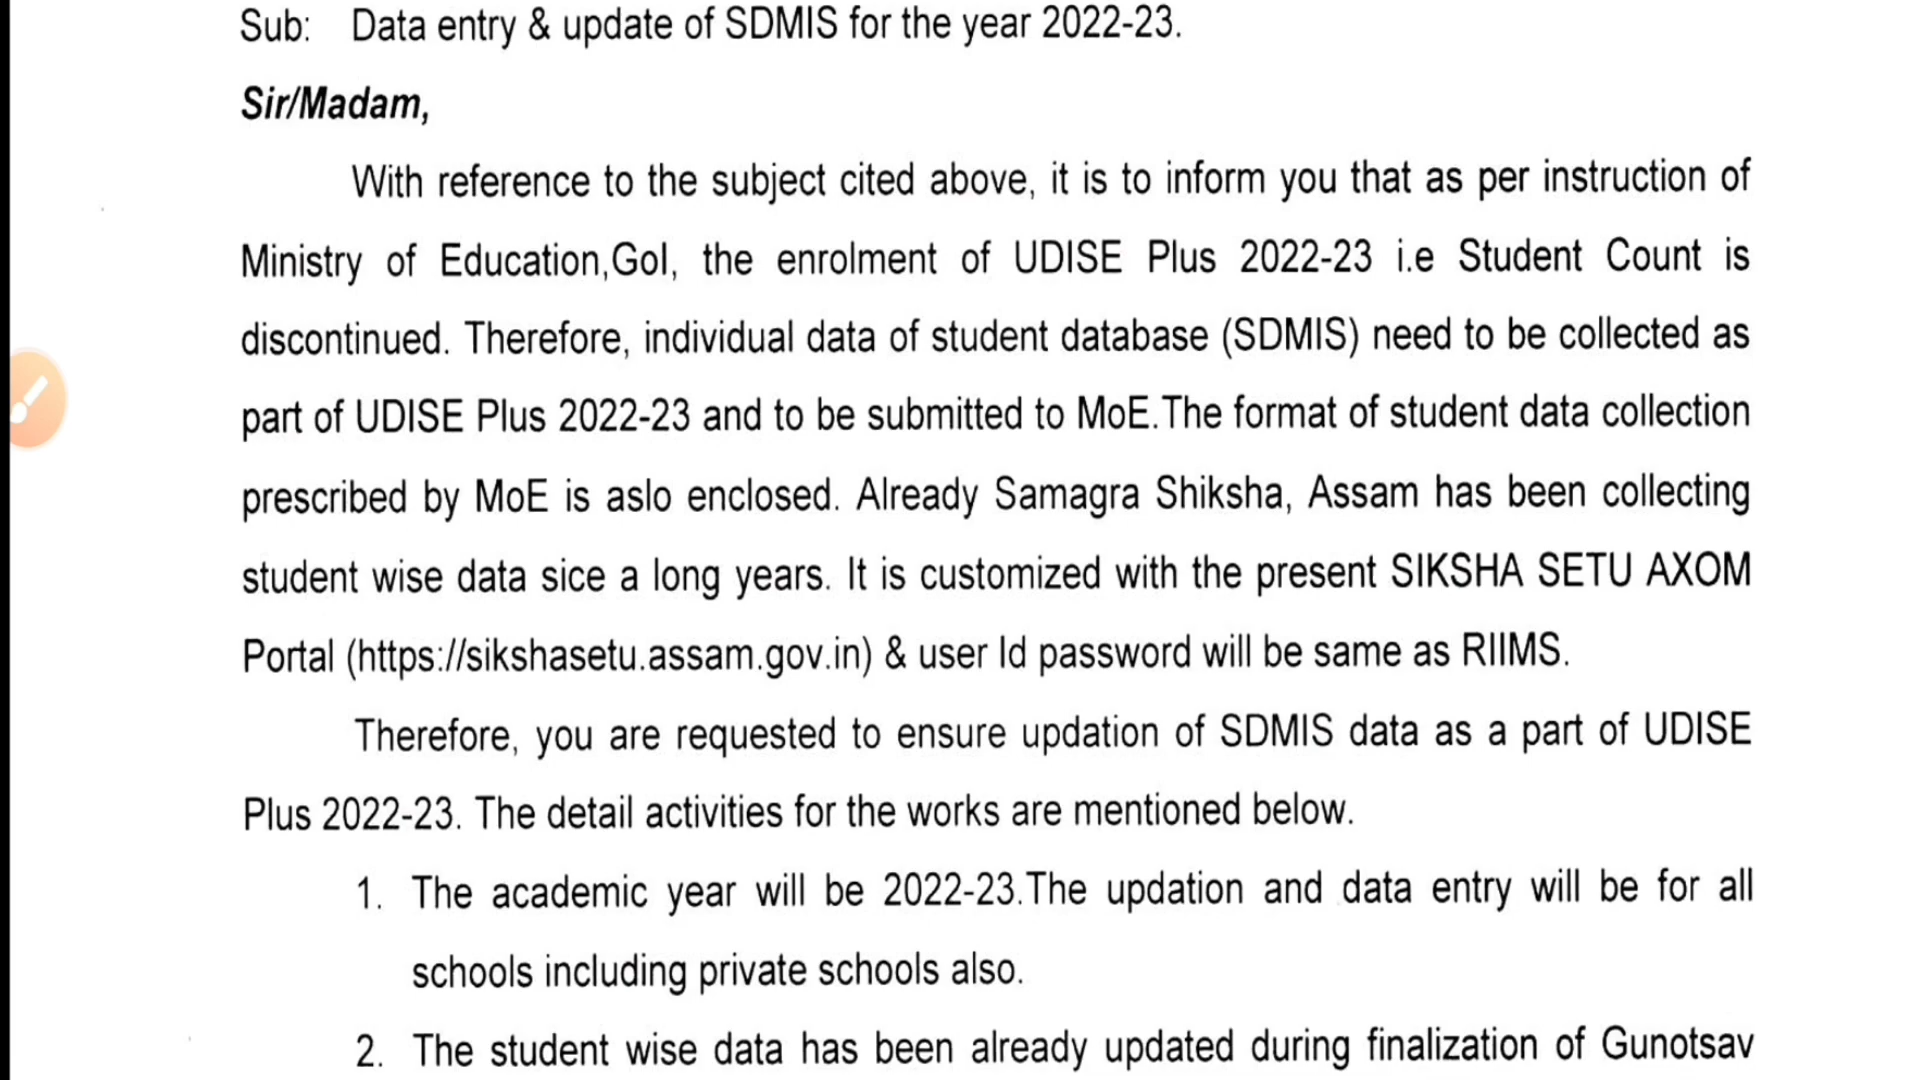 Sub: Data entry & update of SDMIS for the year 2022-23.
Sir/Madam,
With reference to the subject cited above, it is to inform you that as per instruction of
Ministry of Education,GoI, the enrolment of UDISE Plus 2022-23 i.e Student Count is
discontinued. Therefore, individual data of student database (SDMIS) need to be collected as
part of UDISE Plus 2022-23 and to be submitted to MoE.The format of student data collection
prescribed by MoE is aslo enclosed. Already Samagra Shiksha, Assam has been collecting
student wise data sice a long years. It is customized with the present SIKSHA SETU AXOM
Portal (https://sikshasetu.assam.gov.in) & user Id password will be same as RIIMS.
Therefore, you are requested to ensure updation of SDMIS data as a part of UDISE
Plus 2022-23. The detail activities for the works are mentioned below.
1. The academic year will be 2022-23.The updation and data entry will be for all
schools including private schools also.
2. The student wise data has been already updated during finalization of Gunotsav